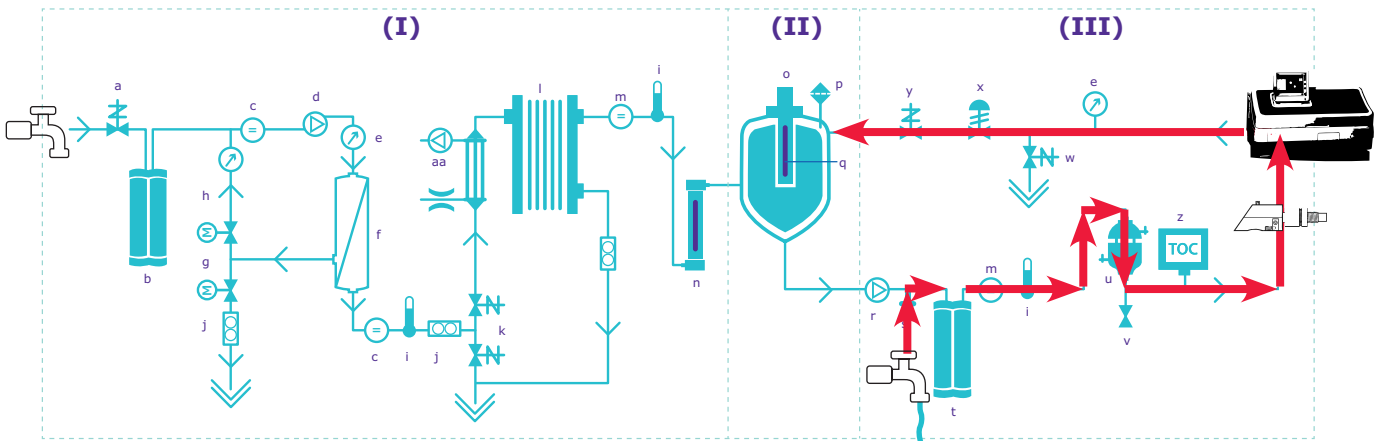 (I)
(II)
(III)
a
b
c
=
d
e
f
h
g
Σ
Σ
j
c
=
i
j
k
aa
l
m
=
i
n
o
p
q
r
t
m
i
u
v
z
TOC
y
x
w
e